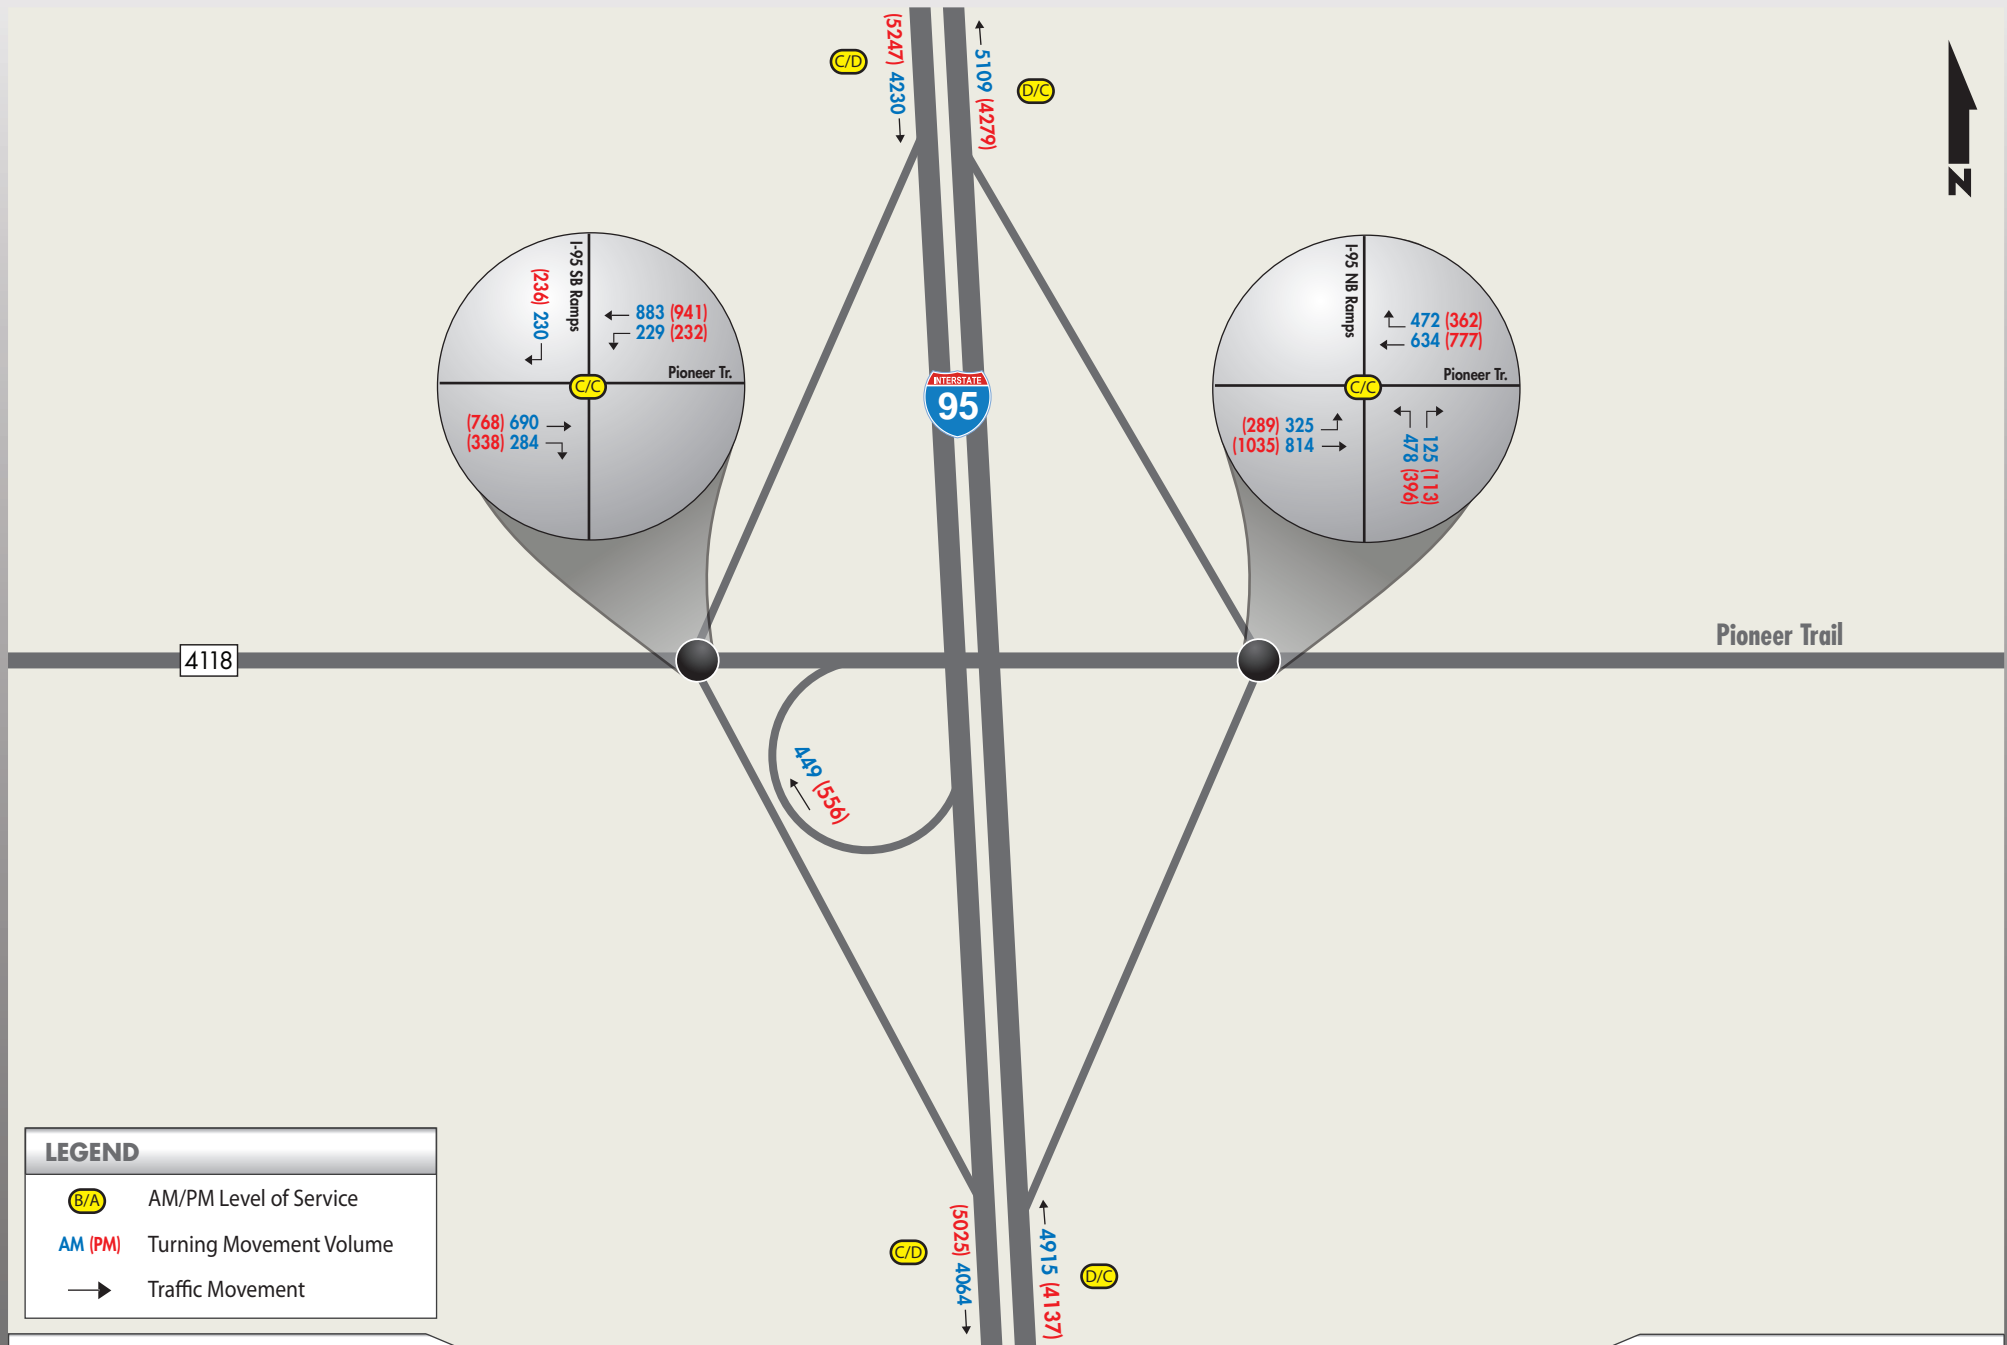 (5247) 4230
C/D
5109 (4279)
D/C
N
I-95 SB Ramps
(236) 230
883 (941)
229 (232)
Pioneer Tr.
C/C
(768) 690
(338) 284
I-95 NB Ramps
472 (362)
634 (777)
Pioneer Tr.
C/C
(289) 325
(1035) 814
478 (396)
125 (113)
INTERSTATE
95
4118
Pioneer Trail
449 (556)
(5025) 4064
C/D
4915 (4137)
D/C
LEGEND
B/A AM/PM Level of Service
AM (PM) Turning Movement Volume
Traffic Movement